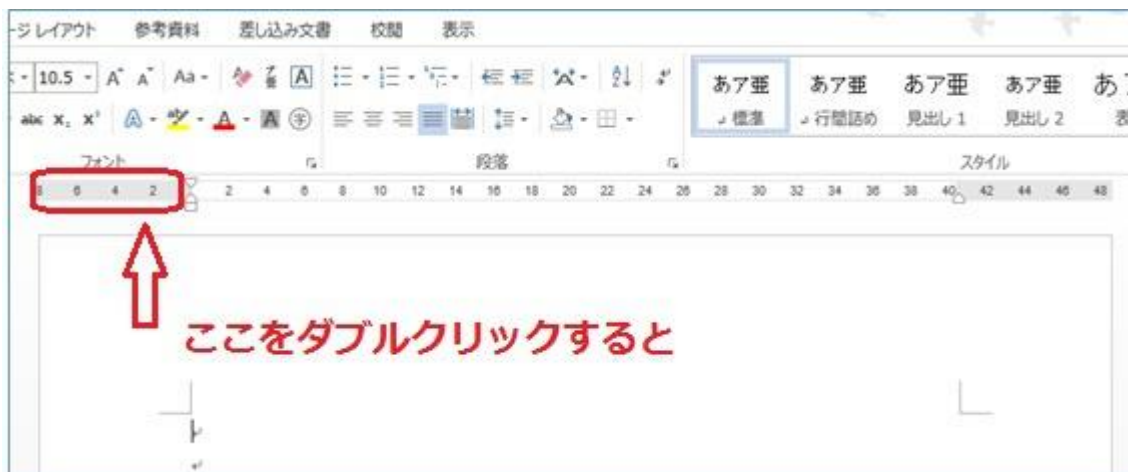 ージ レイアウト 参考資料 差し込み文書 校閲 表示
10.5 A A Aa A
あア亜 あア亜 あア亜 あア亜 あ
abc x₂ x² A A A 字
標準 行間詰め 見出し 1 見出し 2 表
フォント 段落 スタイル
8 6 4 2 2 4 6 8 10 12 14 16 18 20 22 24 26 28 30 32 34 36 38 40 42 44 46 48
ここをダブルクリックすると